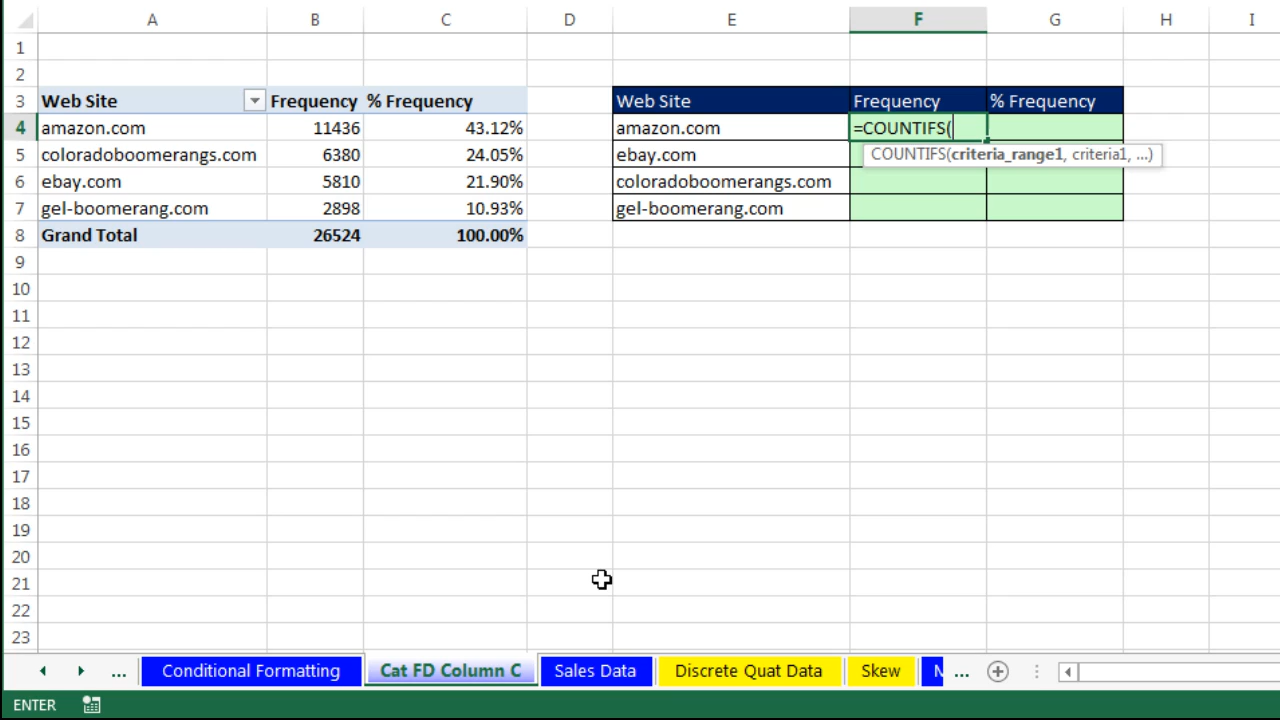 A B C D E F G H I
1
2
3 Web Site Frequency % Frequency Web Site Frequency % Frequency
4 amazon.com 11436 43.12% amazon.com =COUNTIFS(
5 coloradoboomerangs.com 6380 24.05% ebay.com COUNTIFS(criteria_range1, criteria1, ...)
6 ebay.com 5810 21.90% coloradoboomerangs.com
7 gel-boomerang.com 2898 10.93% gel-boomerang.com
8 Grand Total 26524 100.00%
9
10
11
12
13
14
15
16
17
18
19
20
21
22
23
... Conditional Formatting Cat FD Column C Sales Data Discrete Quat Data Skew ...
ENTER